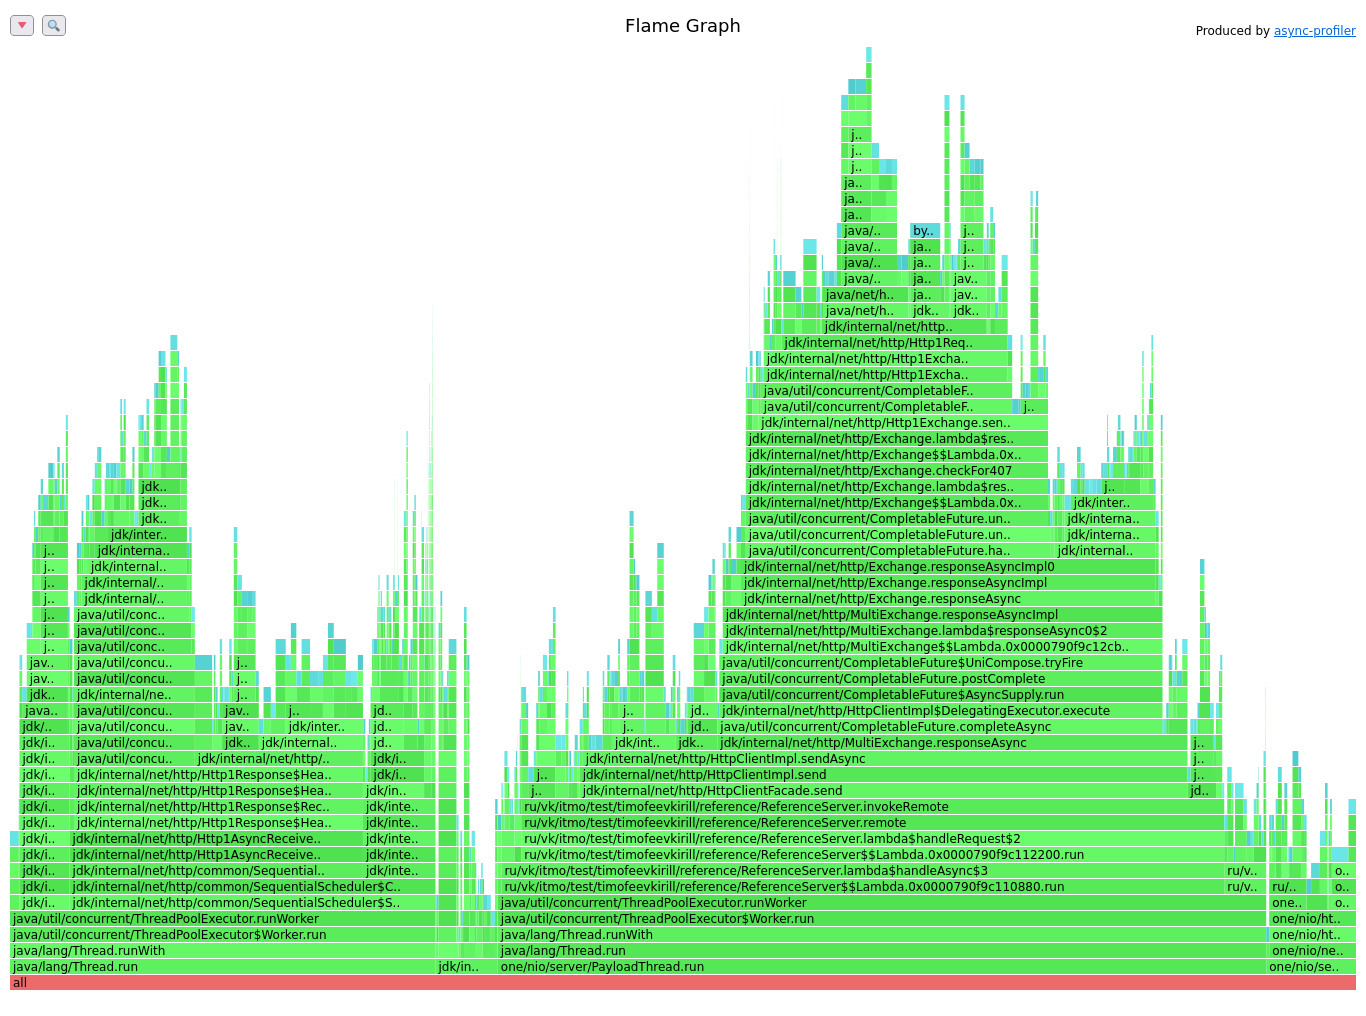 Flame Graph
Produced by async-profiler
j..
j..
j..
ja..
ja..
ja..
java/.. by.. j..
java/.. ja.. j..
java/.. ja.. j..
java/.. ja.. jav..
java/net/h.. ja.. jav..
java/net/h.. jdk.. jdk..
jdk/internal/net/http..
jdk/internal/net/http/Http1Req..
jdk/internal/net/http/Http1Excha..
jdk/internal/net/http/Http1Excha..
java/util/concurrent/CompletableF..
java/util/concurrent/CompletableF.. j..
jdk/internal/net/http/Http1Exchange.sen..
jdk/internal/net/http/Exchange.lambda$res..
jdk/internal/net/http/Exchange$$Lambda.0x..
jdk/internal/net/http/Exchange.checkFor407
jdk.. jdk/internal/net/http/Exchange.lambda$res.. j..
jdk.. jdk/internal/net/http/Exchange$$Lambda.0x.. jdk/inter..
jdk.. java/util/concurrent/CompletableFuture.un.. jdk/interna..
jdk/inter.. java/util/concurrent/CompletableFuture.un.. jdk/interna..
j.. jdk/interna.. java/util/concurrent/CompletableFuture.ha.. jdk/internal..
j.. jdk/internal.. jdk/internal/net/http/Exchange.responseAsyncImpl0
j.. jdk/internal/.. jdk/internal/net/http/Exchange.responseAsyncImpl
j.. jdk/internal/.. jdk/internal/net/http/Exchange.responseAsync
j.. java/util/conc.. jdk/internal/net/http/MultiExchange.responseAsyncImpl
j.. java/util/conc.. jdk/internal/net/http/MultiExchange.lambda$responseAsync0$2
j.. java/util/conc.. jdk/internal/net/http/MultiExchange$$Lambda.0x0000790f9c12cb..
jav.. java/util/concu.. j.. java/util/concurrent/CompletableFuture$UniCompose.tryFire
jav.. java/util/concu.. j.. java/util/concurrent/CompletableFuture.postComplete
jdk.. jdk/internal/ne.. j.. java/util/concurrent/CompletableFuture$AsyncSupply.run
java.. java/util/concu.. jav.. j.. jd.. j.. jd.. jdk/internal/net/http/HttpClientImpl$DelegatingExecutor.execute
jdk/.. java/util/concu.. jav.. jdk/inter.. jd.. j.. jd.. java/util/concurrent/CompletableFuture.completeAsync
jdk/i.. java/util/concu.. jdk.. jdk/internal.. jd.. jdk/int.. jdk.. jdk/internal/net/http/MultiExchange.responseAsync j..
jdk/i.. java/util/concu.. jdk/internal/net/http/.. jdk/i.. jdk/internal/net/http/HttpClientImpl.sendAsync j..
jdk/i.. jdk/internal/net/http/Http1Response$Hea.. jdk/i.. j.. jdk/internal/net/http/HttpClientImpl.send j..
jdk/i.. jdk/internal/net/http/Http1Response$Hea.. jdk/in.. j.. jdk/internal/net/http/HttpClientFacade.send jd..
jdk/i.. jdk/internal/net/http/Http1Response$Rec.. jdk/inte.. ru/vk/itmo/test/timofeevkirill/reference/ReferenceServer.invokeRemote
jdk/i.. jdk/internal/net/http/Http1Response$Hea.. jdk/inte.. ru/vk/itmo/test/timofeevkirill/reference/ReferenceServer.remote
jdk/i.. jdk/internal/net/http/Http1AsyncReceive.. jdk/inte.. ru/vk/itmo/test/timofeevkirill/reference/ReferenceServer.lambda$handleRequest$2
jdk/i.. jdk/internal/net/http/Http1AsyncReceive.. jdk/inte.. ru/vk/itmo/test/timofeevkirill/reference/ReferenceServer$$Lambda.0x0000790f9c112200.run
jdk/i.. jdk/internal/net/http/common/Sequential.. jdk/inte.. ru/vk/itmo/test/timofeevkirill/reference/ReferenceServer.lambda$handleAsync$3 ru/v.. o..
jdk/i.. jdk/internal/net/http/common/SequentialScheduler$C.. ru/vk/itmo/test/timofeevkirill/reference/ReferenceServer$$Lambda.0x0000790f9c110880.run ru/v.. ru/.. o..
jdk/i.. jdk/internal/net/http/common/SequentialScheduler$S.. java/util/concurrent/ThreadPoolExecutor.runWorker one.. o..
java/util/concurrent/ThreadPoolExecutor.runWorker java/util/concurrent/ThreadPoolExecutor$Worker.run one/nio/ht..
java/util/concurrent/ThreadPoolExecutor$Worker.run java/lang/Thread.runWith one/nio/ht..
java/lang/Thread.runWith java/lang/Thread.run one/nio/ne..
java/lang/Thread.run jdk/in.. one/nio/server/PayloadThread.run one/nio/se..
all